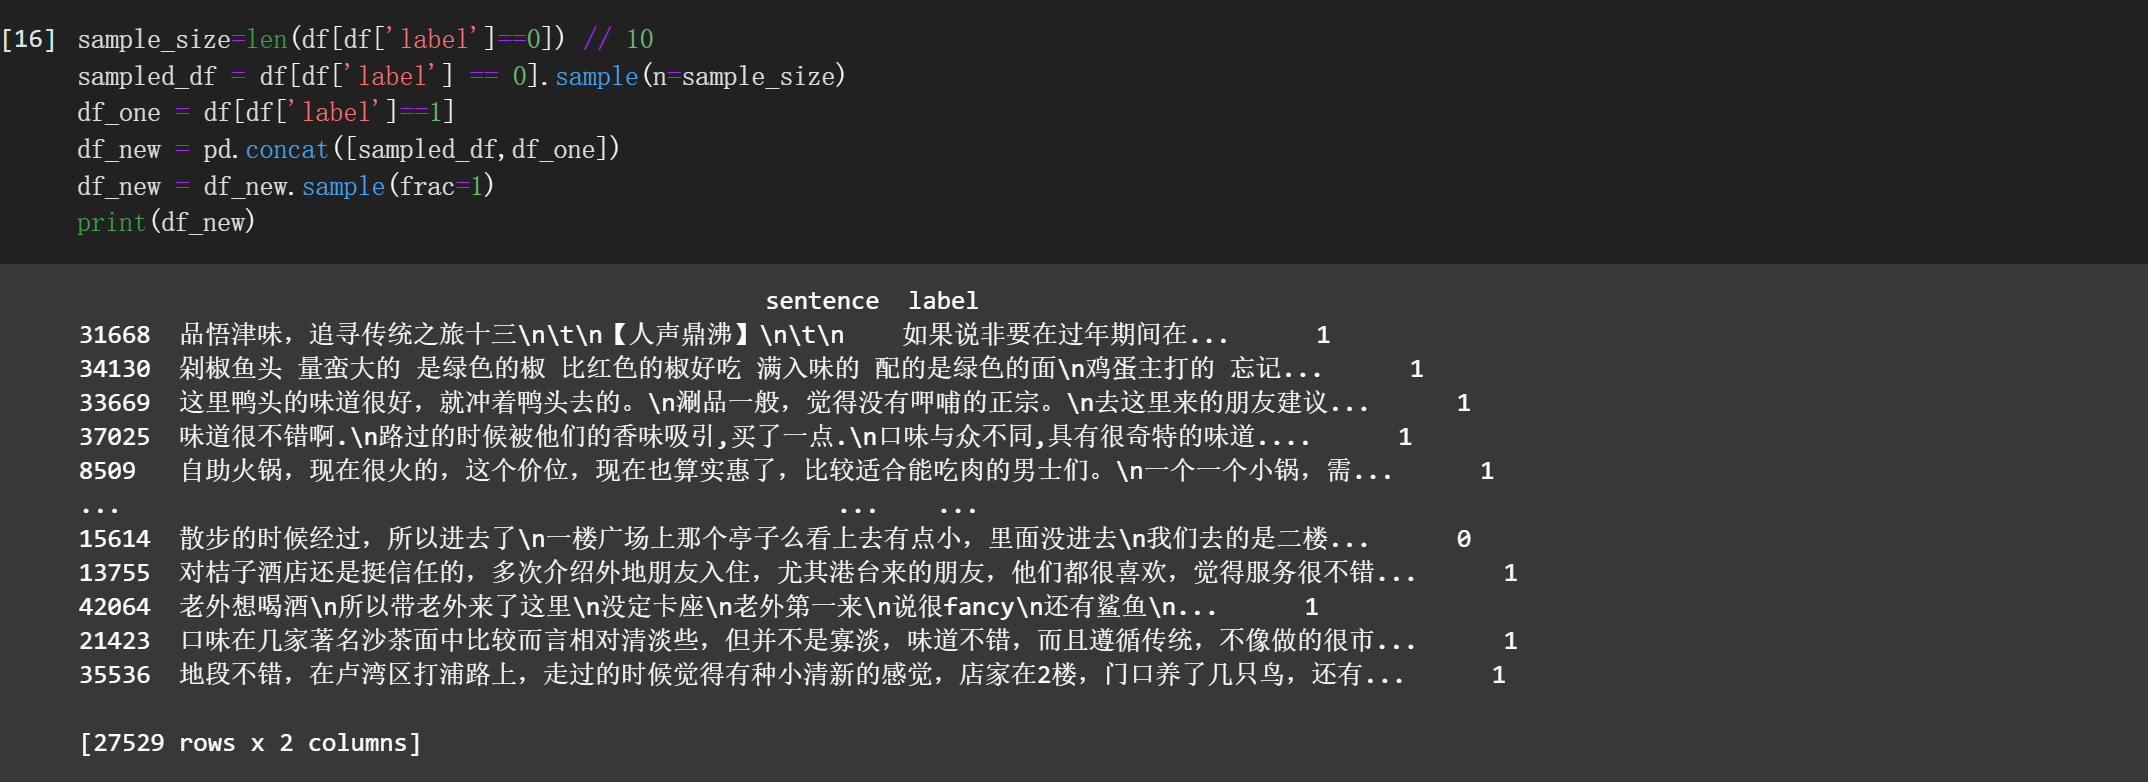 [16] sample_size=len(df[df['label']==0]) // 10
sampled_df = df[df['label'] == 0].sample(n=sample_size)
df_one = df[df['label']==1]
df_new = pd.concat([sampled_df,df_one])
df_new = df_new.sample(frac=1)
print(df_new)
sentence label
31668 品悟津味，追寻传统之旅十三\n\t\n【人声鼎沸】\n\t\n 如果说非要在过年期间在... 1
34130 剁椒鱼头 量蛮大的 是绿色的椒 比红色的椒好吃 满入味的 配的是绿色的面\n鸡蛋主打的 忘记... 1
33669 这里鸭头的味道很好，就冲着鸭头去的。\n涮品一般，觉得没有呷哺的正宗。\n去这里来的朋友建议... 1
37025 味道很不错啊.\n路过的时候被他们的香味吸引,买了一点.\n口味与众不同,具有很奇特的味道.... 1
8509 自助火锅，现在很火的，这个价位，现在也算实惠了，比较适合能吃肉的男士们。\n一个一个小锅，需... 1
... ... ...
15614 散步的时候经过，所以进去了\n一楼广场上那个亭子么看上去有点小，里面没进去\n我们去的是二楼... 0
13755 对桔子酒店还是挺信任的，多次介绍外地朋友入住，尤其港台来的朋友，他们都很喜欢，觉得服务很不错... 1
42064 老外想喝酒\n所以带老外来了这里\n没定卡座\n老外第一来\n说很fancy\n还有鲨鱼\n... 1
21423 口味在几家著名沙茶面中比较而言相对清淡些，但并不是寡淡，味道不错，而且遵循传统，不像做的很市... 1
35536 地段不错，在卢湾区打浦路上，走过的时候觉得有种小清新的感觉，店家在2楼，门口养了几只鸟，还有... 1
[27529 rows x 2 columns]